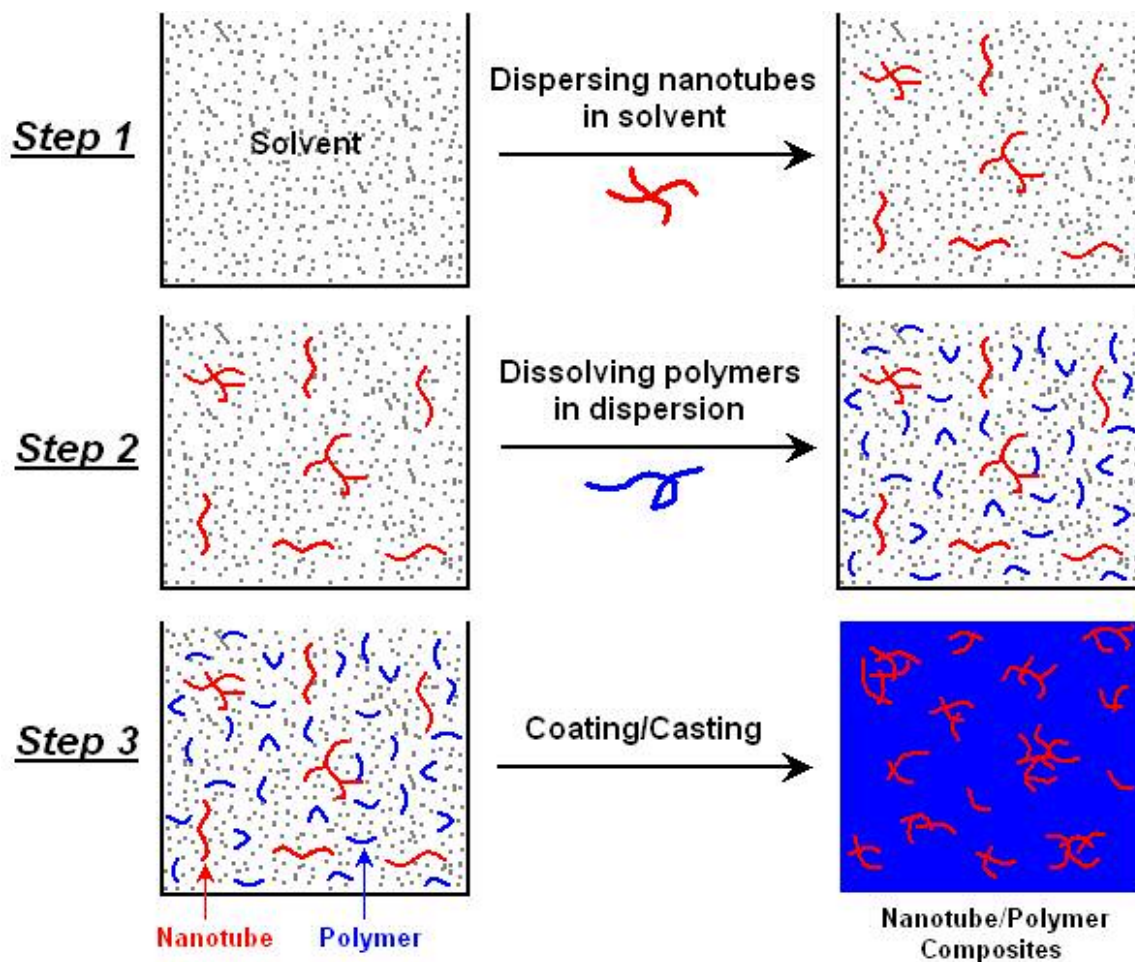 Step 1
Solvent
Dispersing nanotubes
in solvent
Step 2
Dissolving polymers
in dispersion
Step 3
Coating/Casting
Nanotube
Polymer
Nanotube/Polymer
Composites